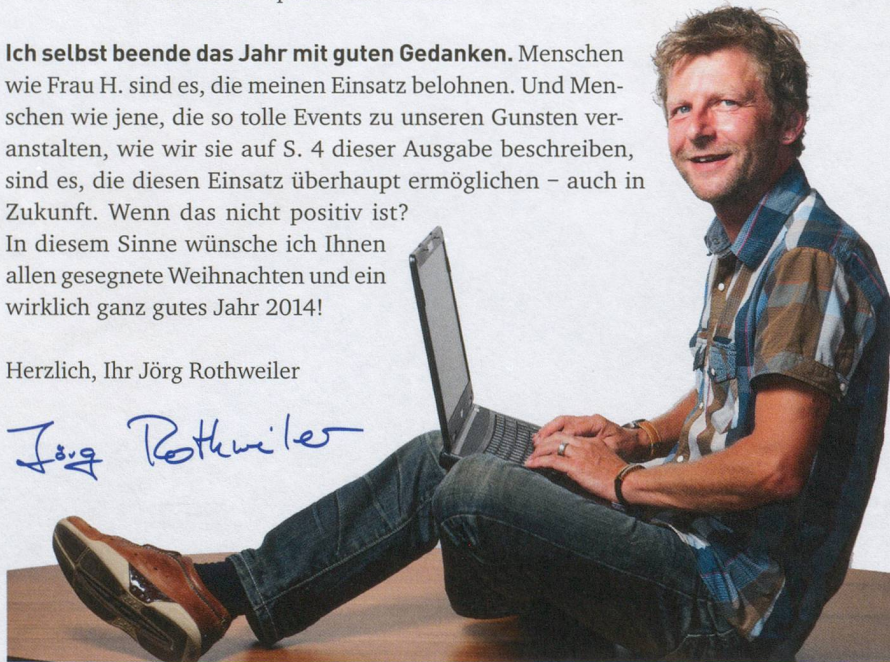 Ich selbst beende das Jahr mit guten Gedanken. Menschen
wie Frau H. sind es, die meinen Einsatz belohnen. Und Men-
schen wie jene, die so tolle Events zu unseren Gunsten ver-
anstalten, wie wir sie auf S. 4 dieser Ausgabe beschreiben,
sind es, die diesen Einsatz überhaupt ermöglichen – auch in
Zukunft. Wenn das nicht positiv ist?
In diesem Sinne wünsche ich Ihnen
allen gesegnete Weihnachten und ein
wirklich ganz gutes Jahr 2014!
Herzlich, Ihr Jörg Rothweiler
Jörg Rothweiler